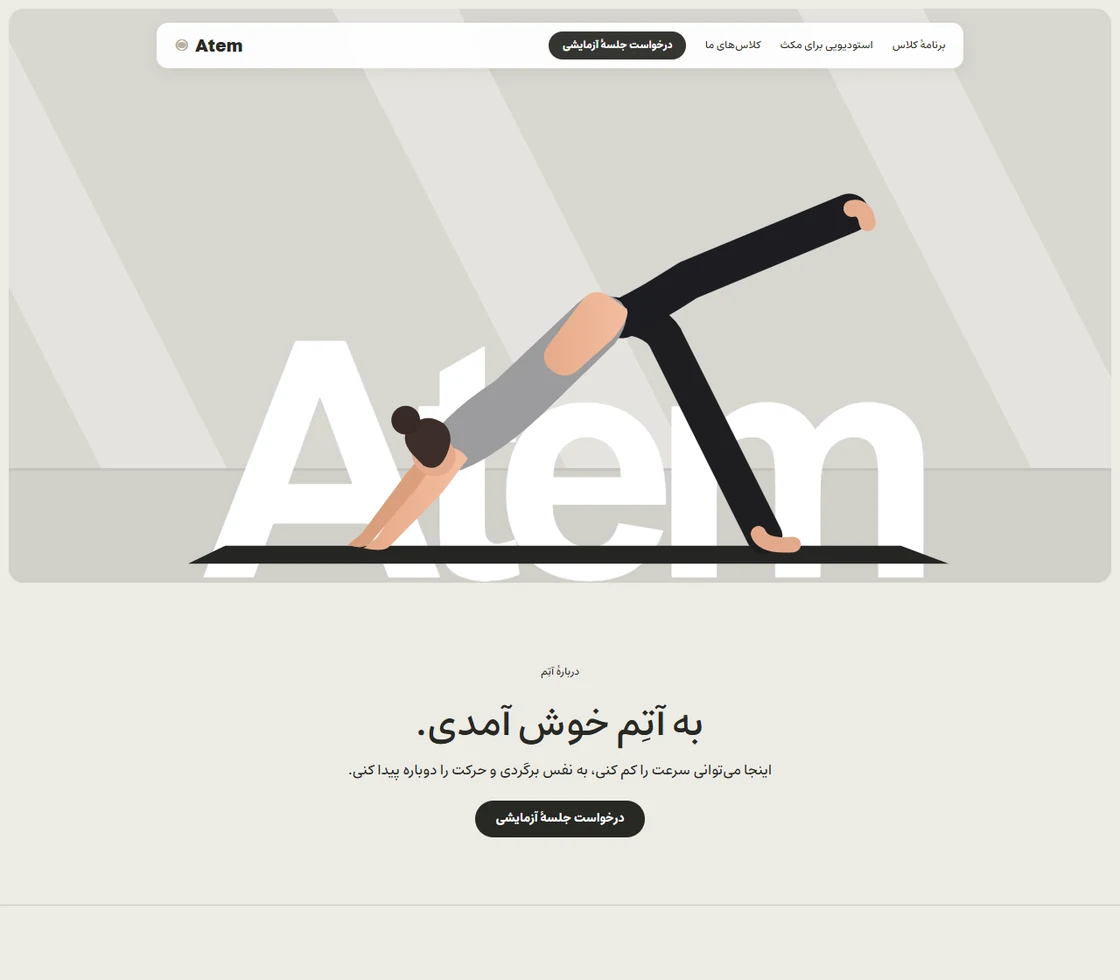 برنامهٔ کلاس
استودیویی برای مکث
کلاس‌های ما
درخواست جلسهٔ آزمایشی
Atem
Atem
دربارهٔ آتِم
به آتِم خوش آمدی.
اینجا می‌توانی سرعت را کم کنی، به نفس برگردی و حرکت را دوباره پیدا کنی.
درخواست جلسهٔ آزمایشی